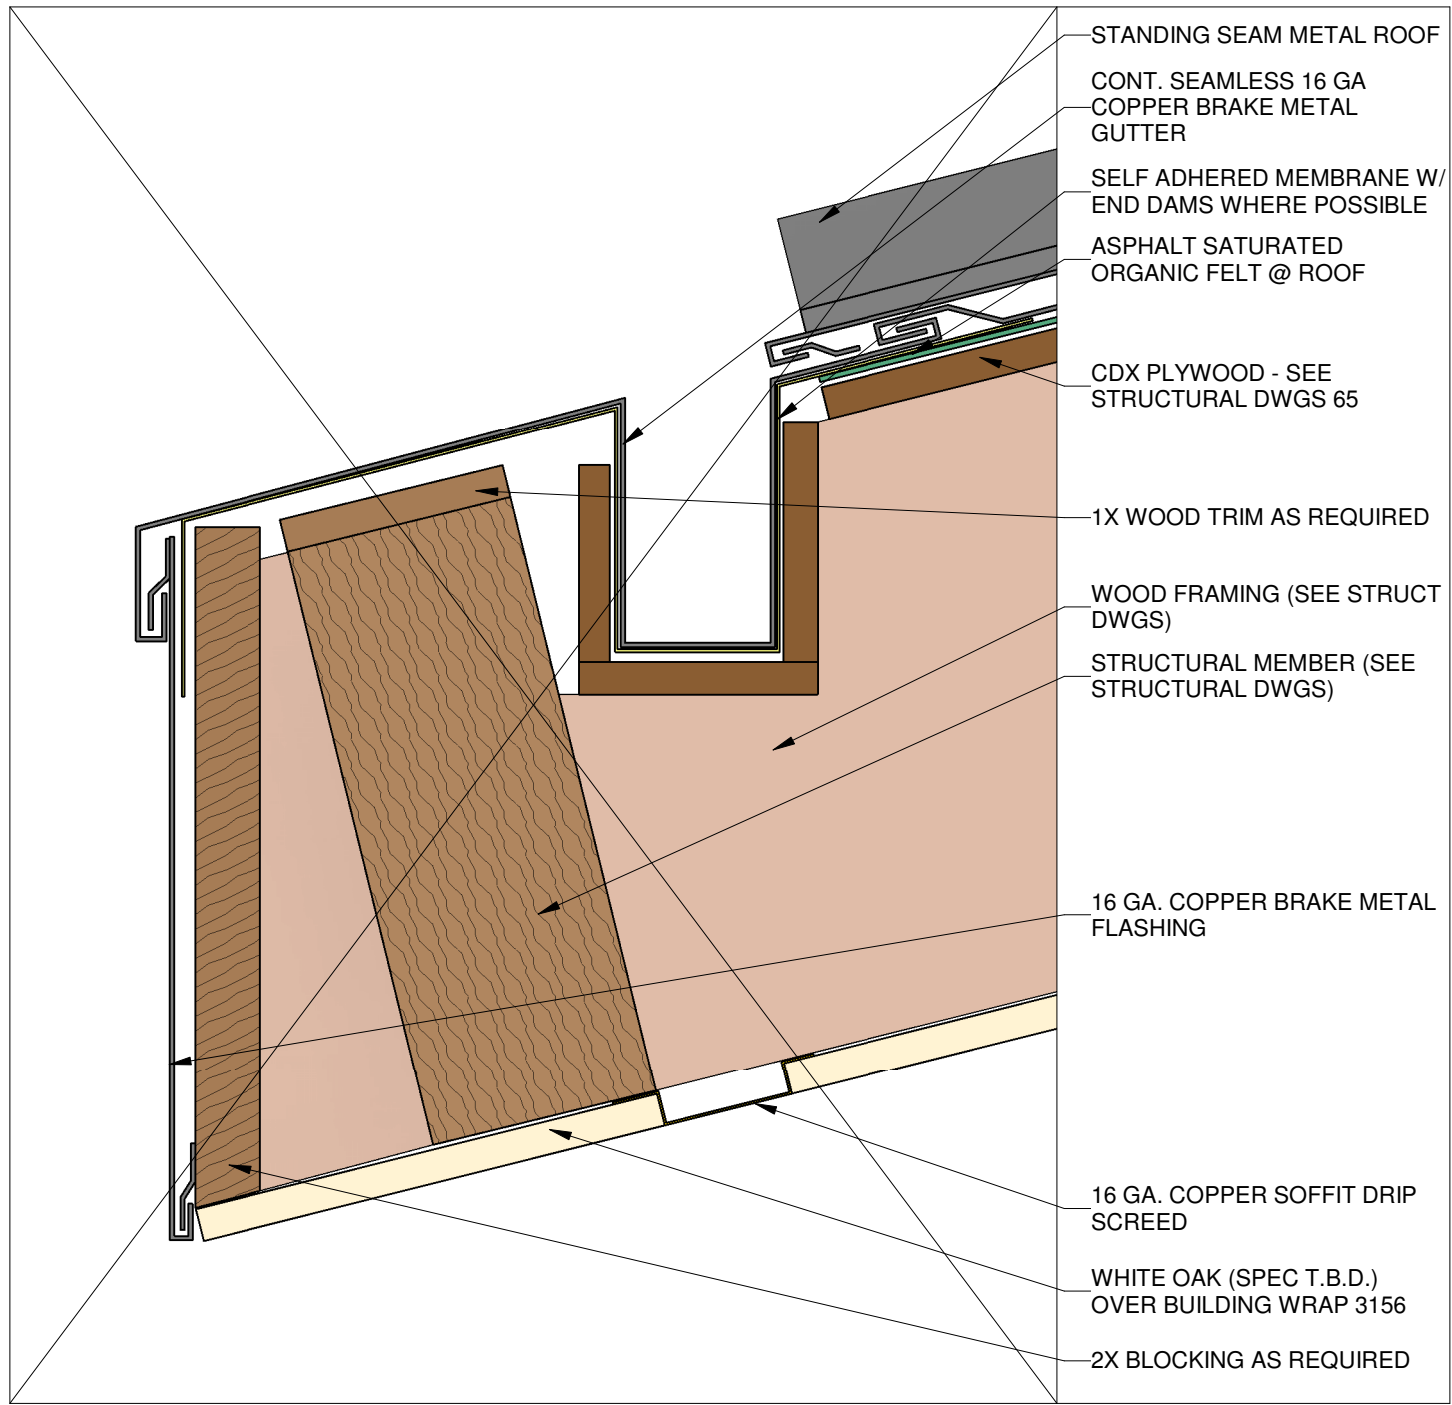 STANDING SEAM METAL ROOF
CONT. SEAMLESS 16 GA
COPPER BRAKE METAL
GUTTER
SELF ADHERED MEMBRANE W/
END DAMS WHERE POSSIBLE
ASPHALT SATURATED
ORGANIC FELT @ ROOF
CDX PLYWOOD - SEE
STRUCTURAL DWGS 65
1X WOOD TRIM AS REQUIRED
WOOD FRAMING (SEE STRUCT
DWGS)
STRUCTURAL MEMBER (SEE
STRUCTURAL DWGS)
16 GA. COPPER BRAKE METAL
FLASHING
16 GA. COPPER SOFFIT DRIP
SCREED
WHITE OAK (SPEC T.B.D.)
OVER BUILDING WRAP 3156
2X BLOCKING AS REQUIRED